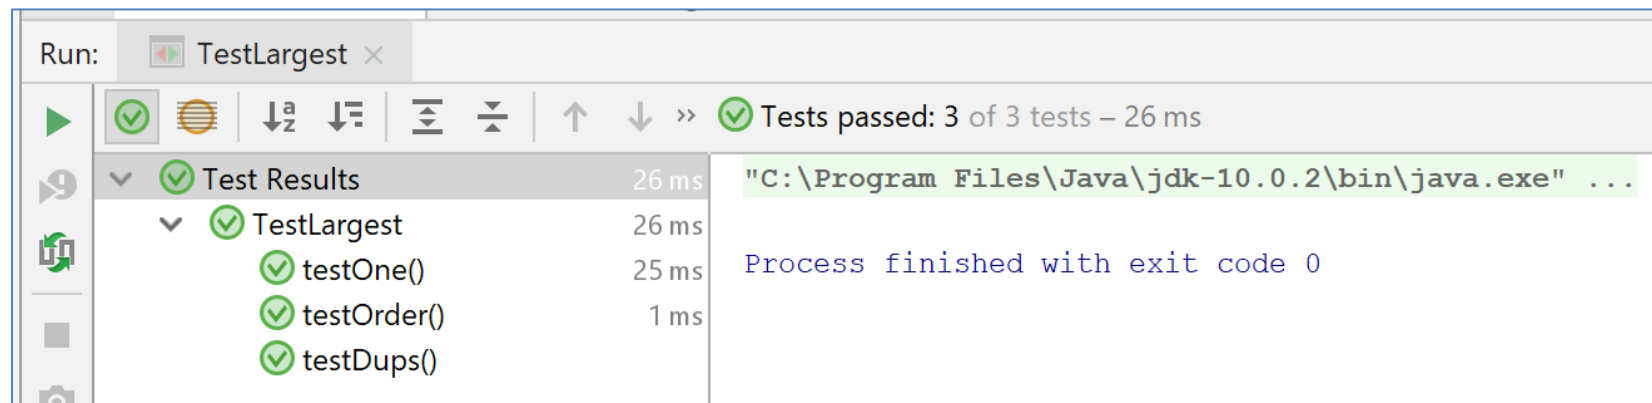 Run: TestLargest
Tests passed: 3 of 3 tests – 26 ms
Test Results 26 ms
TestLargest 26 ms
testOne() 25 ms
testOrder() 1 ms
testDups()
"C:\Program Files\Java\jdk-10.0.2\bin\java.exe" ...
Process finished with exit code 0